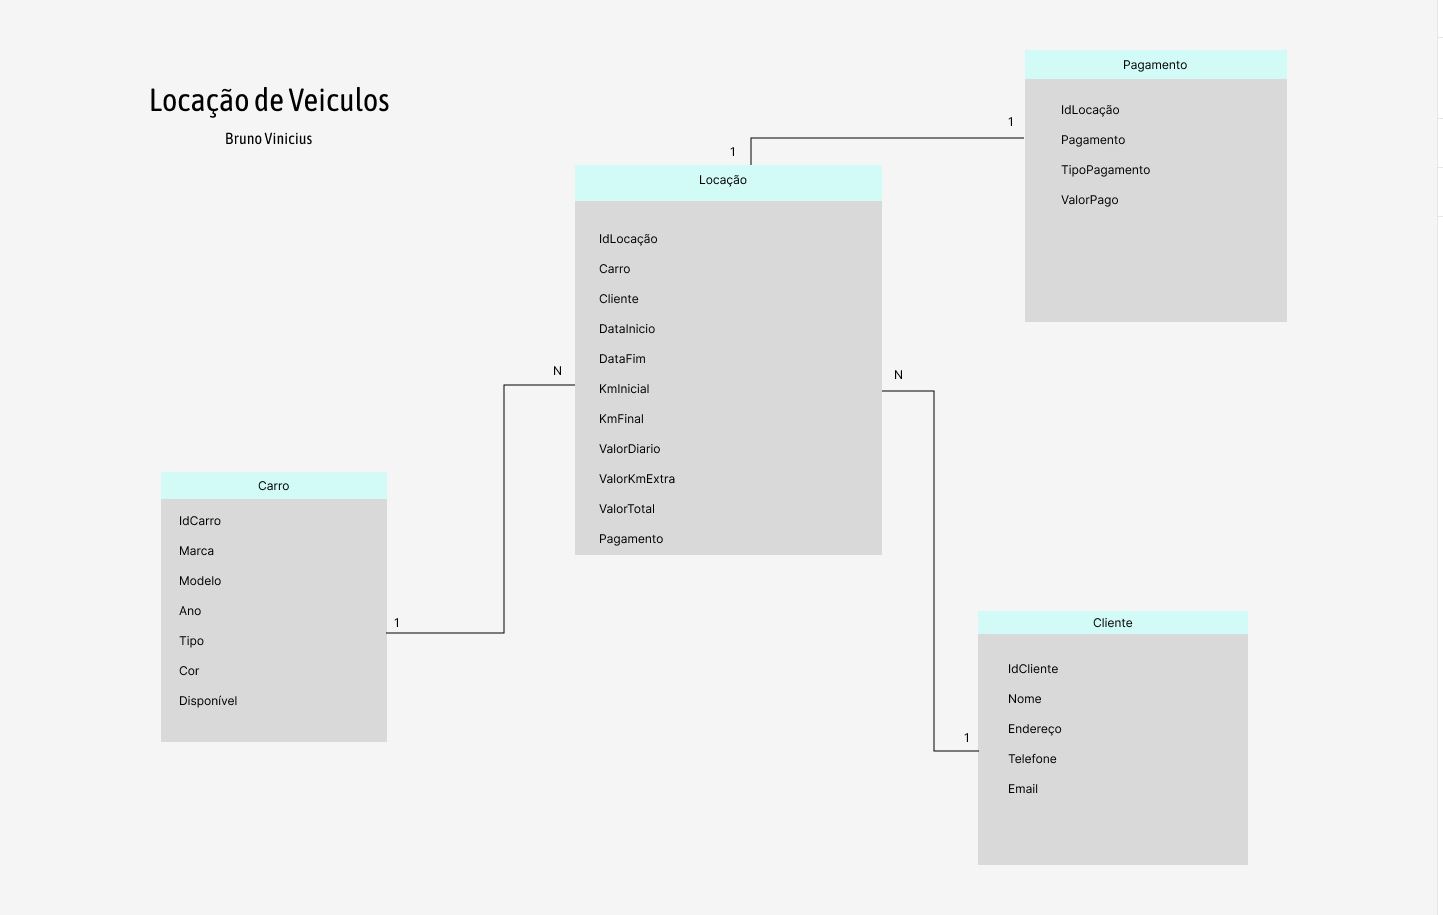 Locação de Veiculos
Bruno Vinicius
Pagamento
IdLocação
Pagamento
TipoPagamento
ValorPago
1
1
Locação
IdLocação
Carro
Cliente
DataInicio
DataFim
KmInicial
KmFinal
ValorDiario
ValorKmExtra
ValorTotal
Pagamento
N
N
Carro
IdCarro
Marca
Modelo
Ano
Tipo
Cor
Disponível
1
Cliente
IdCliente
Nome
Endereço
Telefone
Email
1